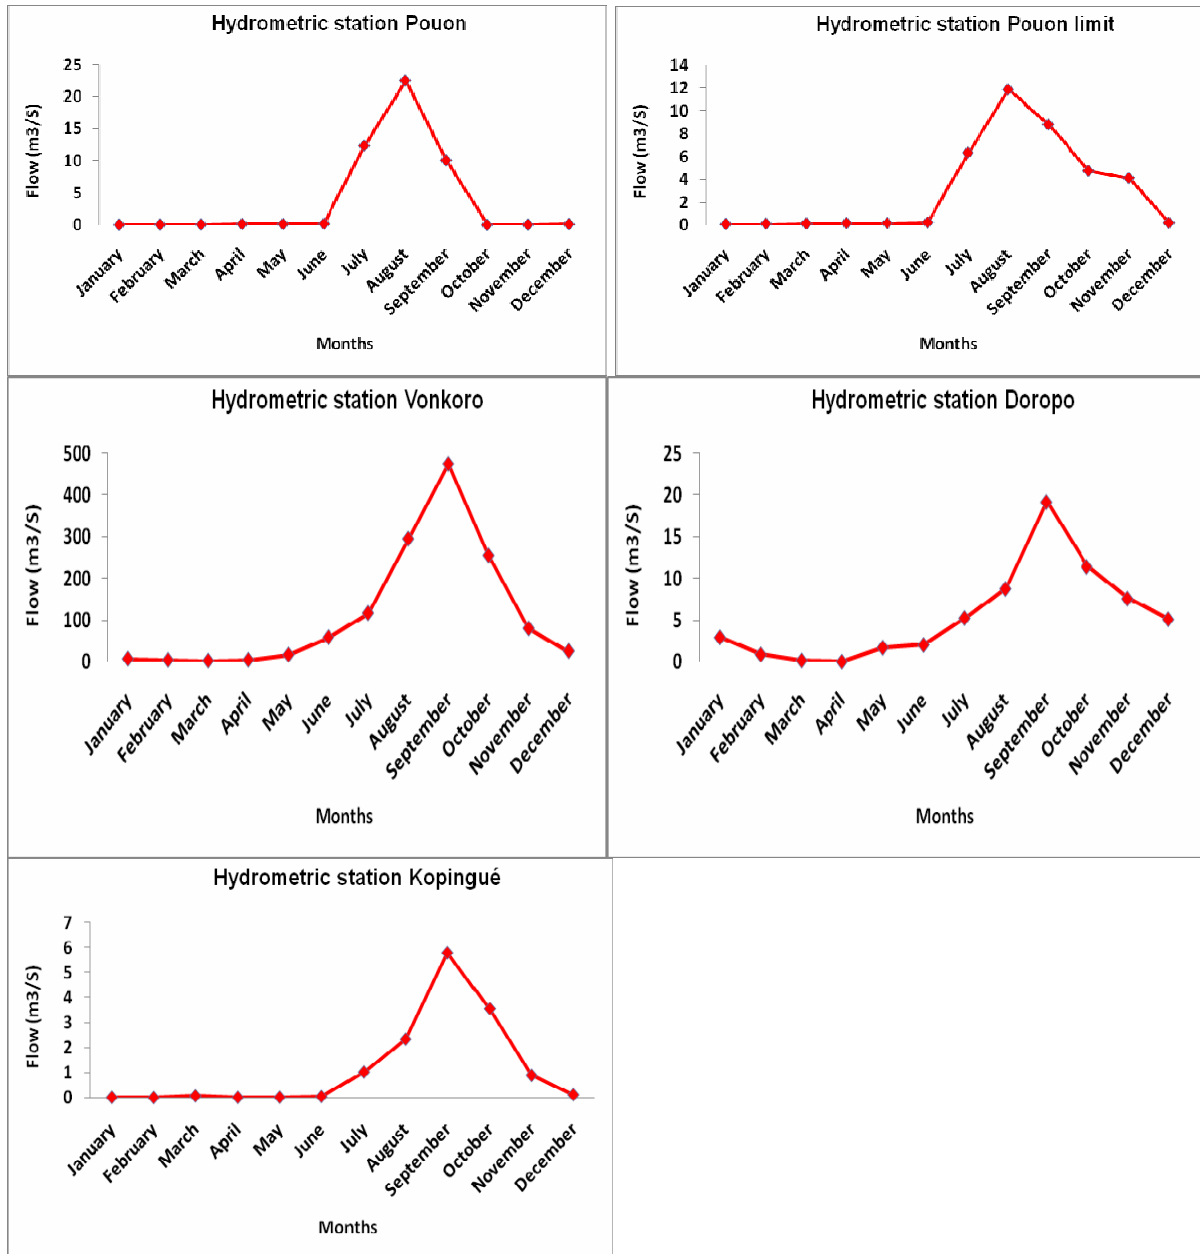 Hydrometric station Pouon
25
20
15
10
5
0
Flow (m3/S)
January
February
March
April
May
June
July
August
September
October
November
December
Months
Hydrometric station Pouon limit
14
12
10
8
6
4
2
0
Flow (m3/S)
January
February
March
April
May
June
July
August
September
October
November
December
Months
Hydrometric station Vonkoro
500
400
300
200
100
0
Flow (m3/S)
January
February
March
April
May
June
July
August
September
October
November
December
Months
Hydrometric station Doropo
25
20
15
10
5
0
Flow (m3/S)
January
February
March
April
May
June
July
August
September
October
November
December
Months
Hydrometric station Kopingué
7
6
5
4
3
2
1
0
Flow (m3/S)
January
February
March
April
May
June
July
August
September
October
November
December
Months